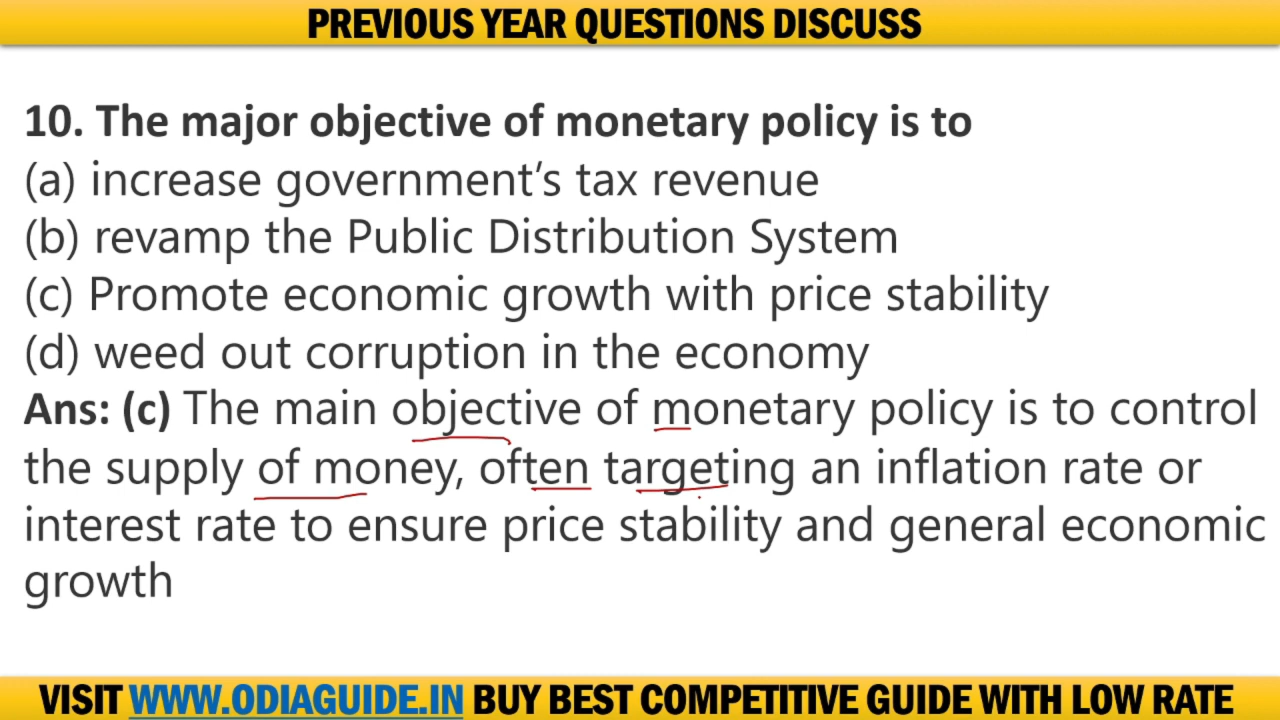 PREVIOUS YEAR QUESTIONS DISCUSS
10. The major objective of monetary policy is to
(a) increase government’s tax revenue
(b) revamp the Public Distribution System
(c) Promote economic growth with price stability
(d) weed out corruption in the economy
Ans: (c) The main objective of monetary policy is to control
the supply of money, often targeting an inflation rate or
interest rate to ensure price stability and general economic
growth
VISIT WWW.ODIAGUIDE.IN BUY BEST COMPETITIVE GUIDE WITH LOW RATE